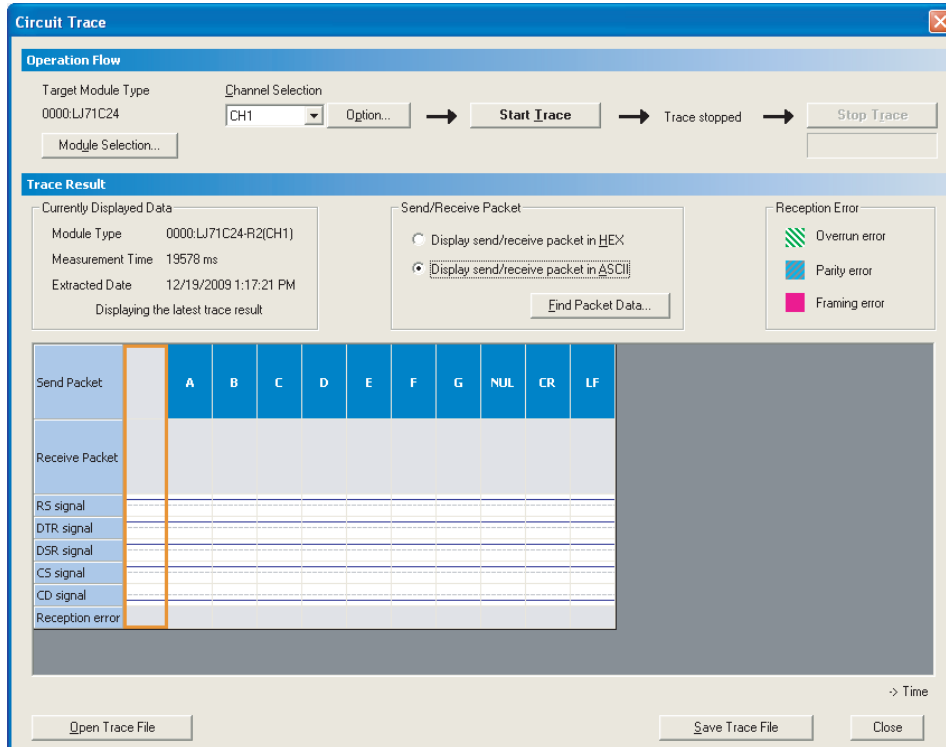 Circuit Trace
Operation Flow
Target Module Type
0000:LJ71C24
Module Selection...
Channel Selection
CH1
Option...
Start Trace
Trace stopped
Stop Trace
Trace Result
Currently Displayed Data
Module Type 0000:LJ71C24-R2(CH1)
Measurement Time 19578 ms
Extracted Date 12/19/2009 1:17:21 PM
Displaying the latest trace result
Send/Receive Packet
Display send/receive packet in HEX
Display send/receive packet in ASCII
Find Packet Data...
Reception Error
Overrun error
Parity error
Framing error
Send Packet A B C D E F G NUL CR LF
Receive Packet
RS signal
DTR signal
DSR signal
CS signal
CD signal
Reception error
-> Time
Open Trace File
Save Trace File
Close